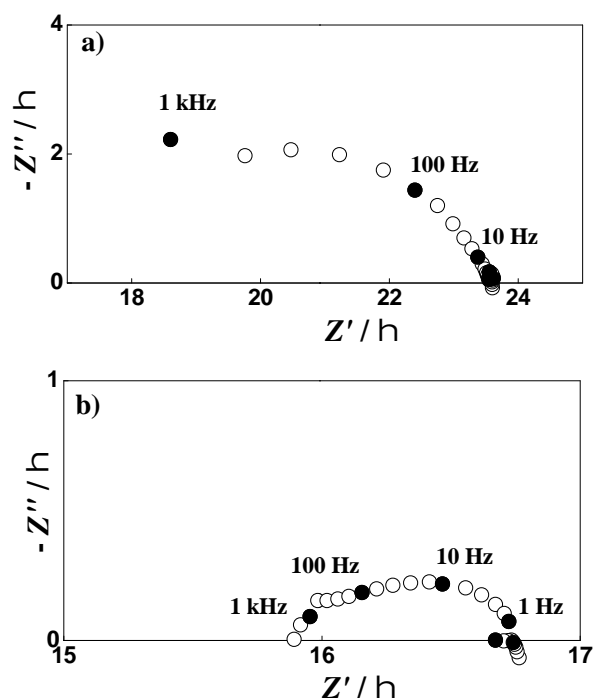 a)
4
1 kHz
2
100 Hz
10 Hz
0
18 20 22 24
- Z'' / h
Z' / h
b)
1
10 Hz
100 Hz
1 kHz
1 Hz
0
15 16 17
- Z'' / h
Z' / h